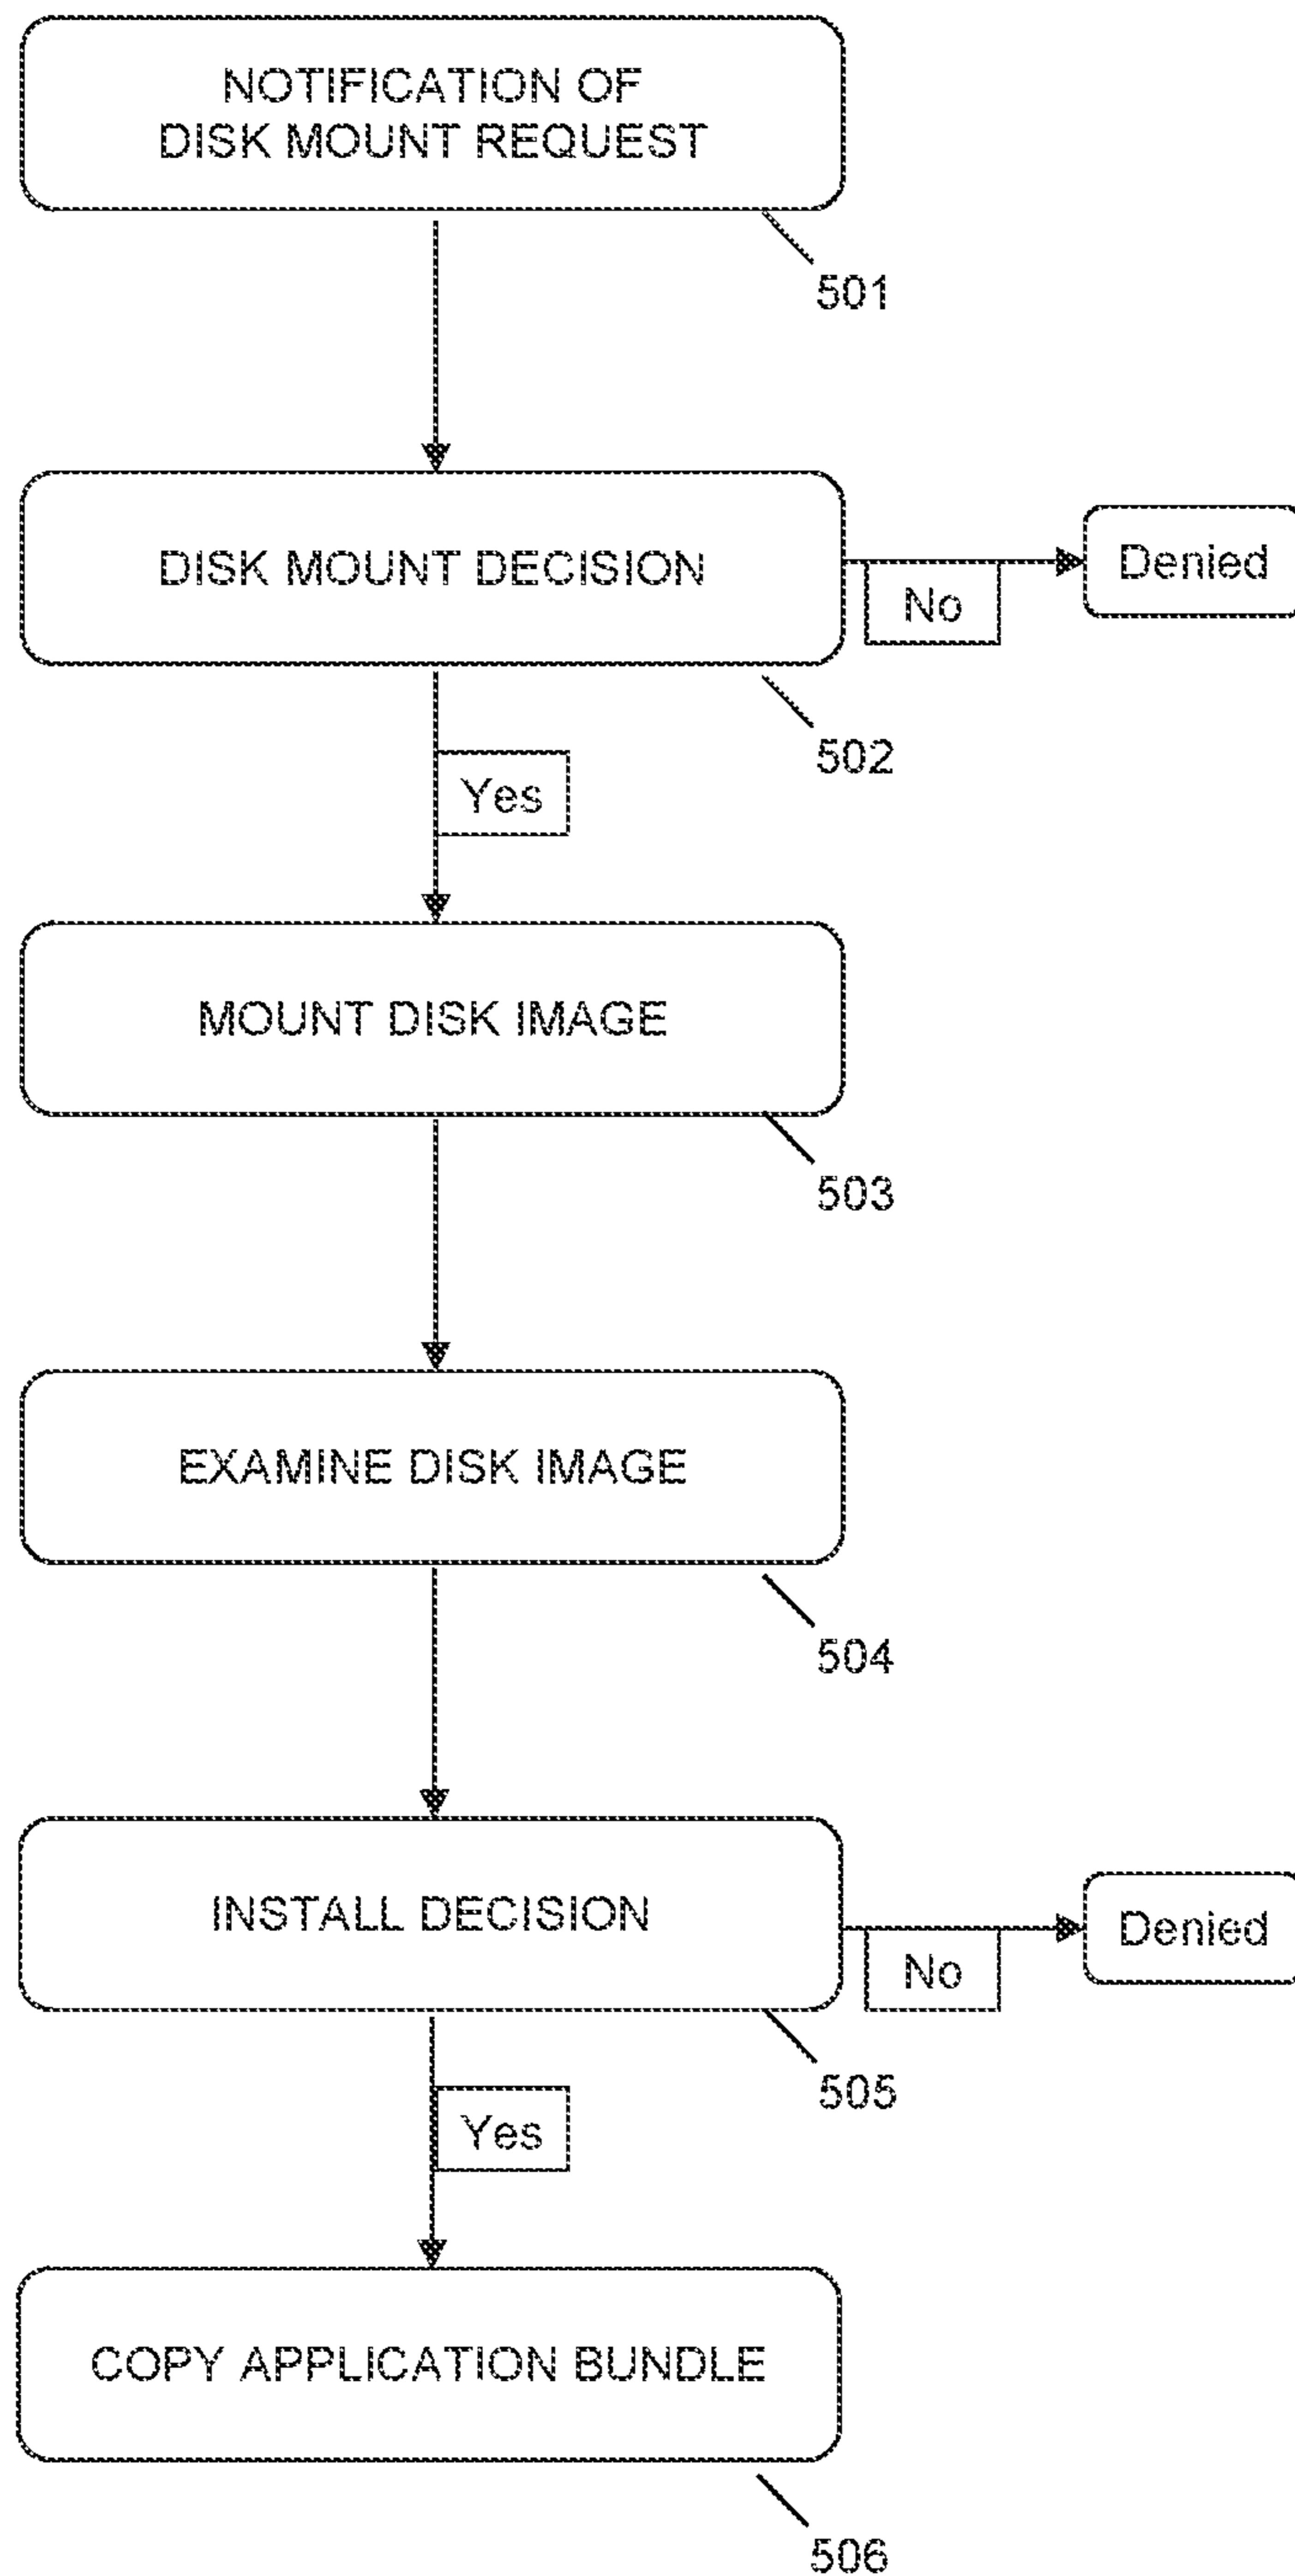 NOTIFICATION OF
DISK MOUNT REQUEST
501
DISK MOUNT DECISION
No
Denied
502
Yes
MOUNT DISK IMAGE
503
EXAMINE DISK IMAGE
504
INSTALL DECISION
No
Denied
505
Yes
COPY APPLICATION BUNDLE
506